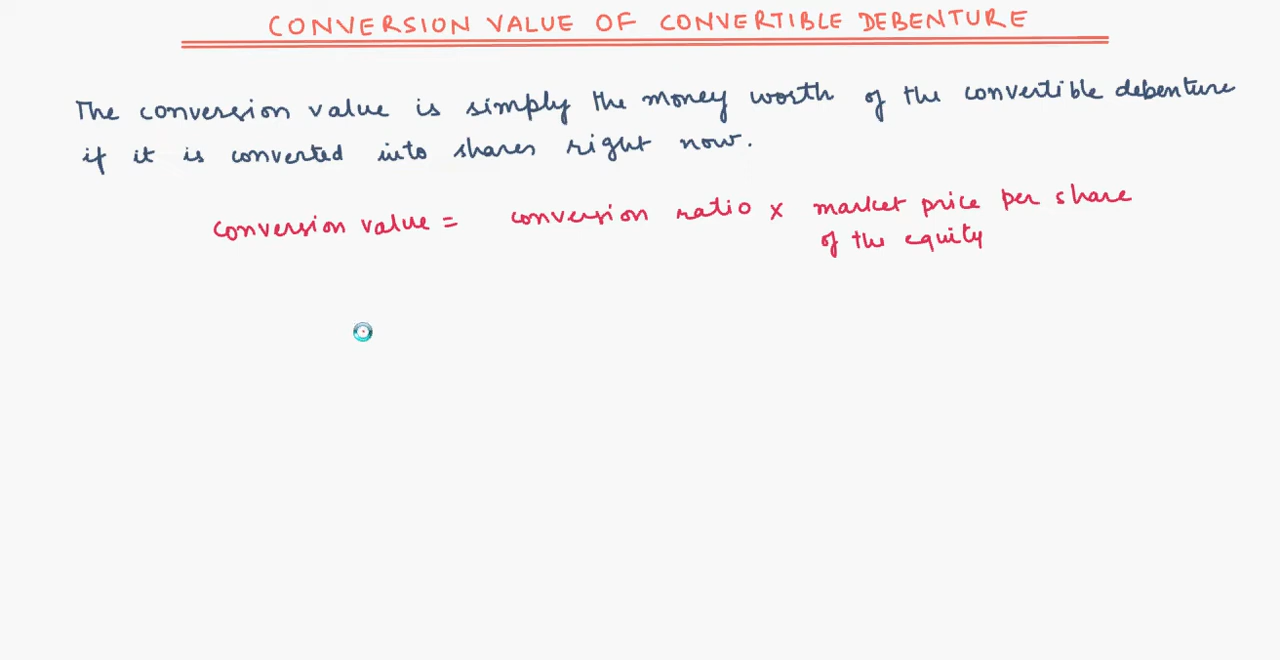 CONVERSION VALUE OF CONVERTIBLE DEBENTURE
The conversion value is simply the money worth of the convertible debenture
if it is converted into shares right now.
conversion value = conversion ratio x market price per share
of the equity